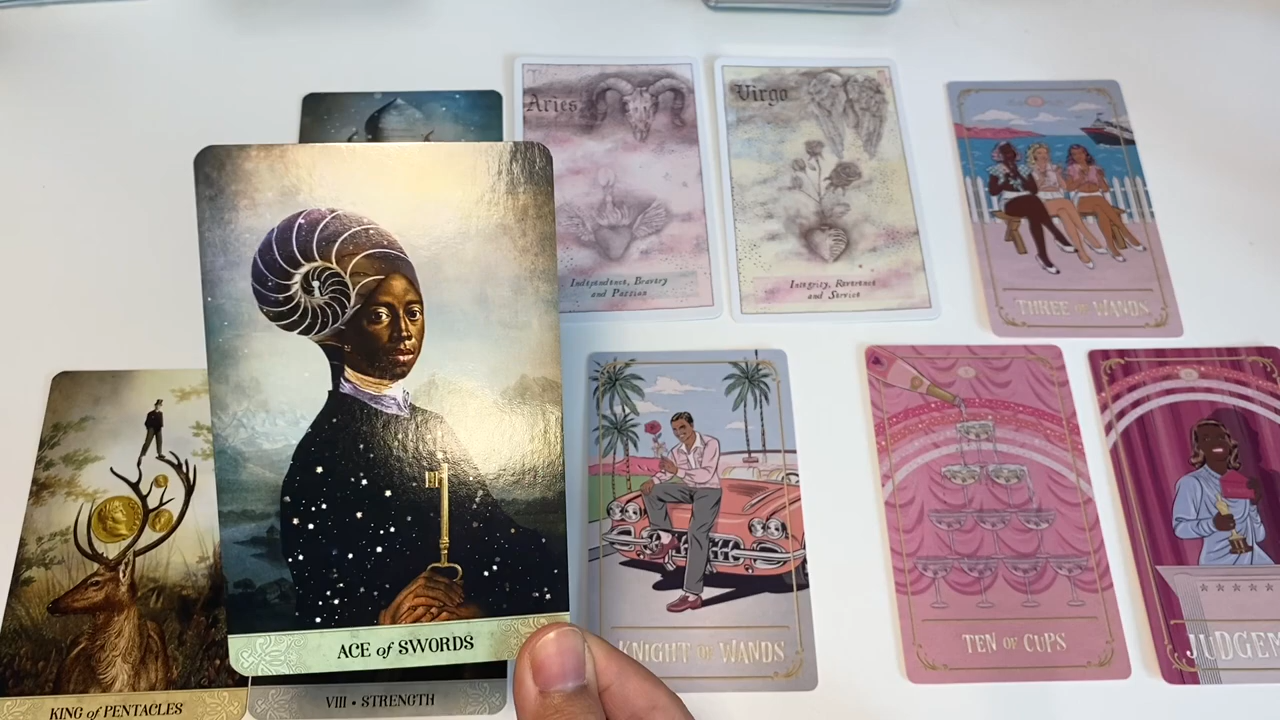 Aries
Independence, Bravery
and Passion
Virgo
Integrity, Reverence
and Service
THREE OF WANDS
KNIGHT OF WANDS
TEN OF CUPS
JUDGEM
ACE of SWORDS
VIII • STRENGTH
KING of PENTACLES